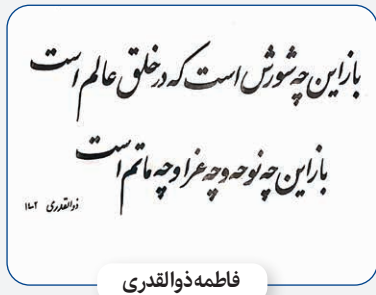 باز این چه شورش است که در خلق عالم است
باز این چه نوحه و چه عزا و چه ماتم است
ذوالقدری ۱۴۰۲
فاطمه ذوالقدری